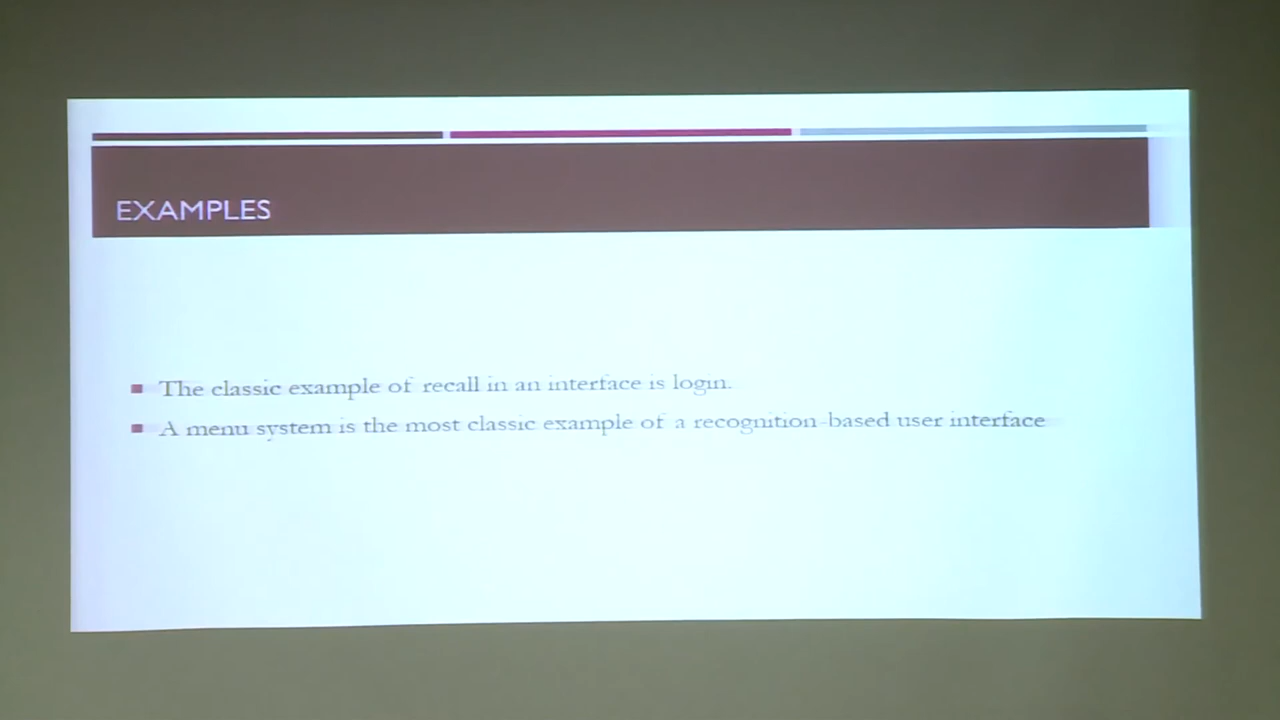 EXAMPLES
The classic example of recall in an interface is login.
A menu system is the most classic example of a recognition-based user interface